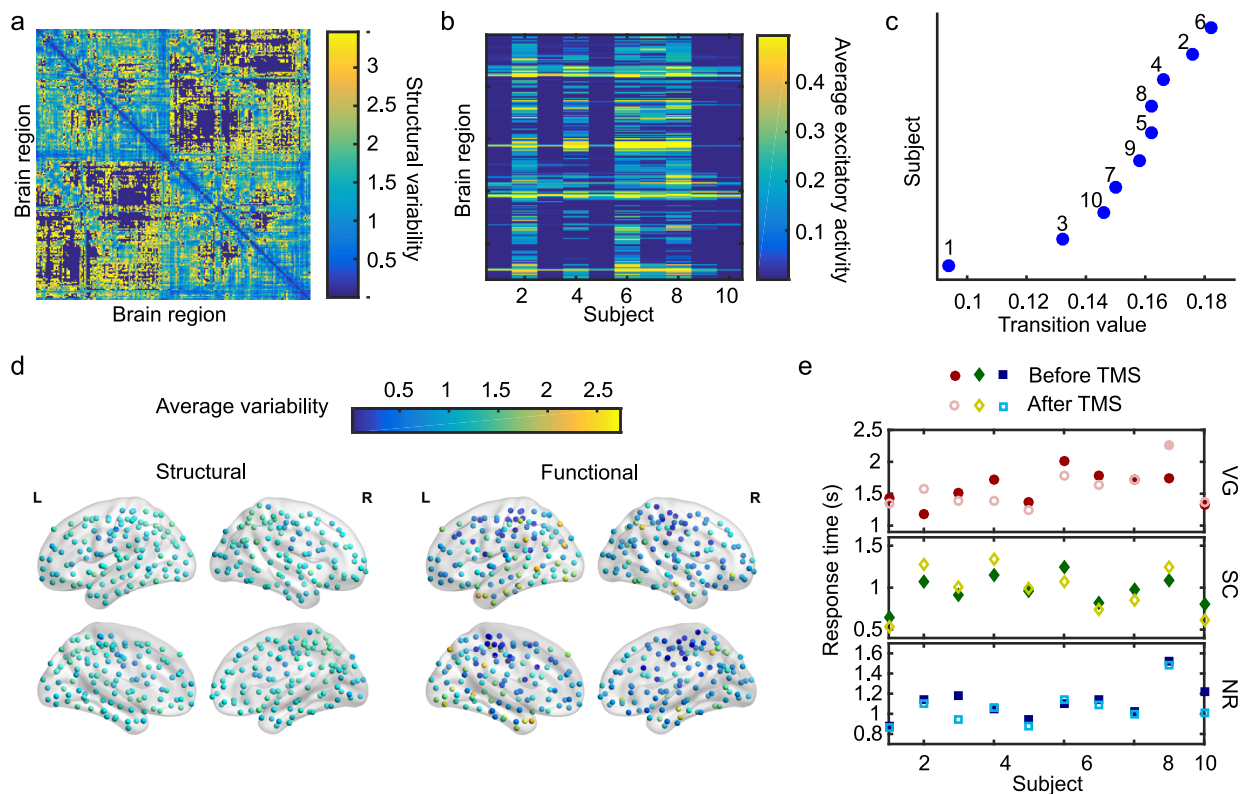 a
Brain region
Brain region
3
2.5
2
1.5
1
0.5
-
Structural variability
b
Brain region
2 4 6 8 10
Subject
0.4
0.3
0.2
0.1
Average excitatory activity
c
Subject
6
2
4
8
5
9
7
10
3
1
0.1 0.12 0.14 0.16 0.18
Transition value
d
Average variability
0.5 1 1.5 2 2.5
Structural
Functional
L R
L R
e
Before TMS
After TMS
Response time (s)
2.5
2
1.5
1
VG
1.5
1
0.5
SC
1.6
1.4
1.2
1
0.8
NR
2 4 6 8 10
Subject